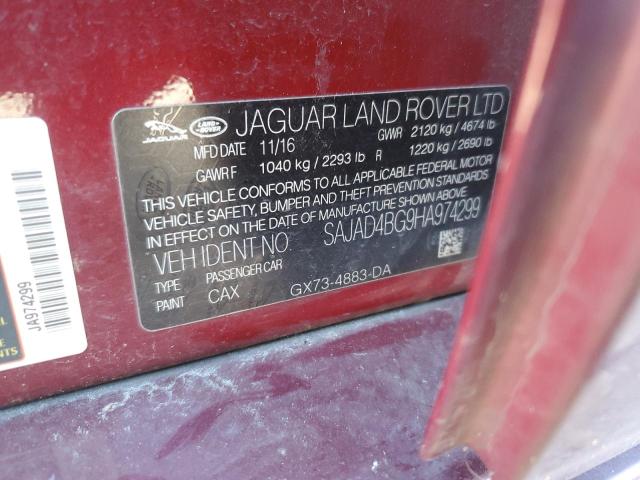 JAGUAR
LAND ROVER
JAGUAR LAND ROVER LTD
MFD DATE 11/16 GWR 2120 kg / 4674 lb
GAWR F 1040 kg / 2293 lb R 1220 kg / 2690 lb
THIS VEHICLE CONFORMS TO ALL APPLICABLE FEDERAL MOTOR
VEHICLE SAFETY, BUMPER AND THEFT PREVENTION STANDARDS
IN EFFECT ON THE DATE OF MANUFACTURE SHOWN ABOVE
VEH IDENT NO: SAJAD4BG9HA974299
TYPE PASSENGER CAR
PAINT CAX GX73-4883-DA
JA974299